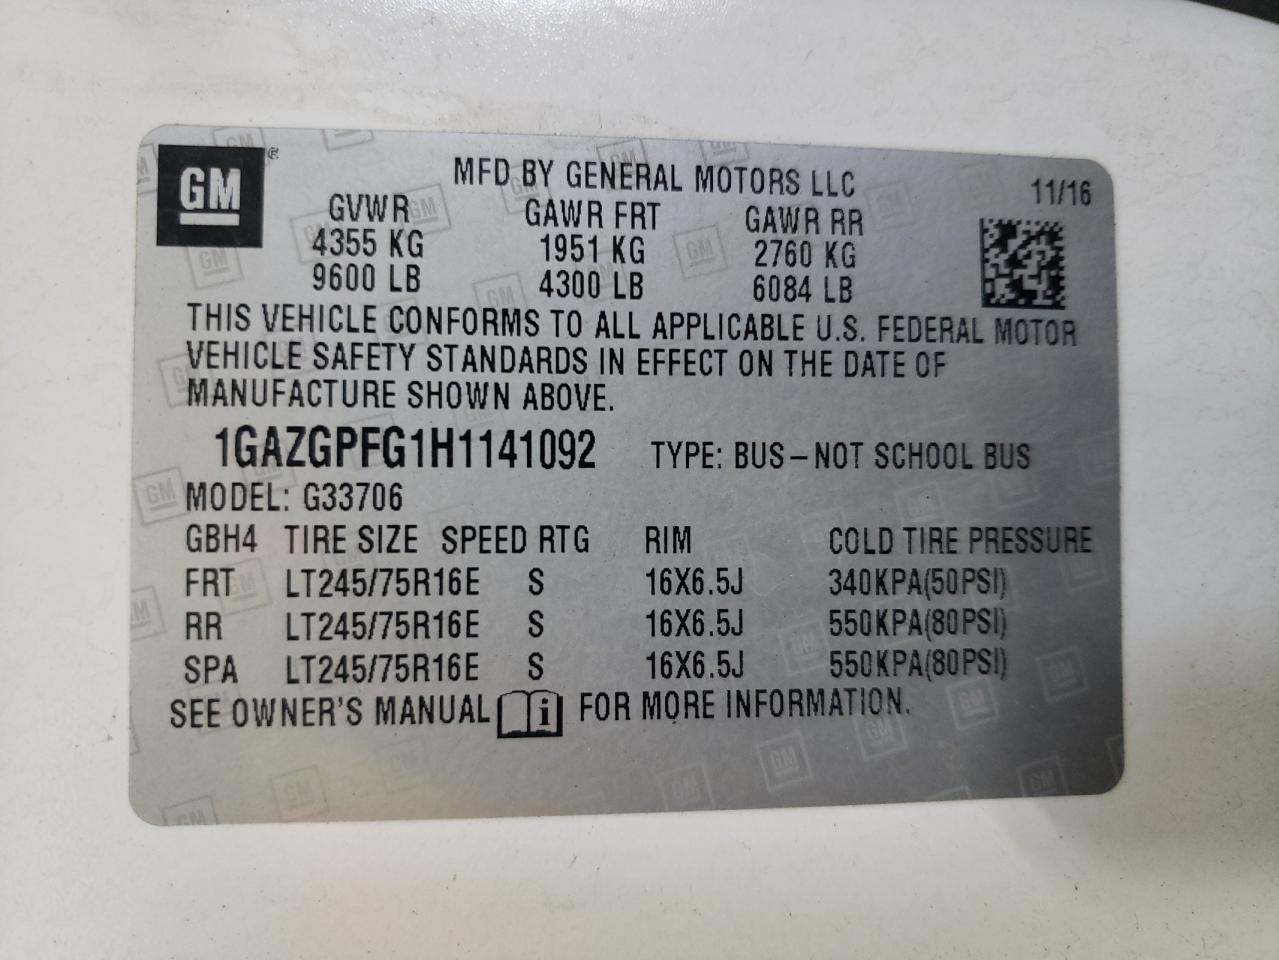 GM ®
MFD BY GENERAL MOTORS LLC
11/16
GVWR GAWR FRT GAWR RR
4355 KG 1951 KG 2760 KG
9600 LB 4300 LB 6084 LB
THIS VEHICLE CONFORMS TO ALL APPLICABLE U.S. FEDERAL MOTOR
VEHICLE SAFETY STANDARDS IN EFFECT ON THE DATE OF
MANUFACTURE SHOWN ABOVE.
1GAZGPFG1H1141092 TYPE: BUS-NOT SCHOOL BUS
MODEL: G33706
GBH4 TIRE SIZE SPEED RTG RIM COLD TIRE PRESSURE
FRT LT245/75R16E S 16X6.5J 340KPA(50PSI)
RR LT245/75R16E S 16X6.5J 550KPA(80PSI)
SPA LT245/75R16E S 16X6.5J 550KPA(80PSI)
SEE OWNER'S MANUAL i FOR MORE INFORMATION.